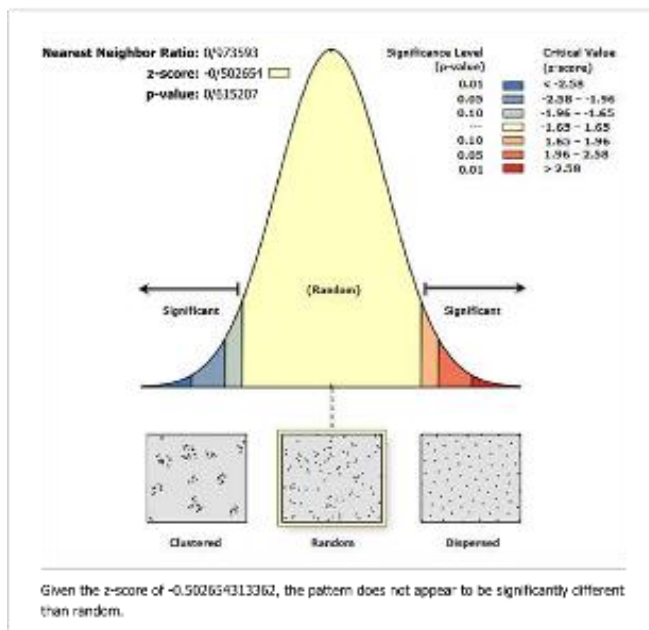 Nearest Neighbor Ratio: 0/973593
z-score: -0/502654
p-value: 0/615207
Significance Level
(p-value)
Critical Value
(z-score)
0.01 < -2.58
0.05 -2.58 – -1.96
0.10 -1.96 – -1.65
--- -1.65 – 1.65
0.10 1.65 – 1.96
0.05 1.96 – 2.58
0.01 > 2.58
(Random)
Significant
Significant
Clustered
Random
Dispersed
Given the z-score of -0.502654313362, the pattern does not appear to be significantly different
than random.